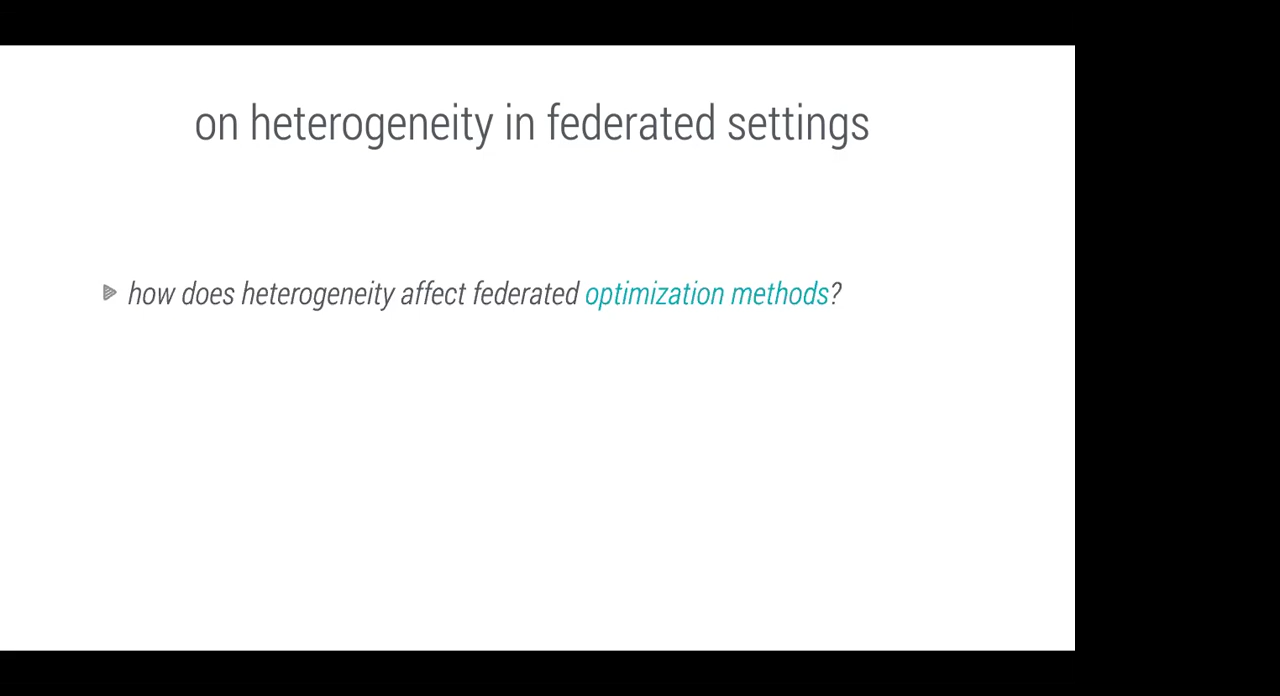 on heterogeneity in federated settings
how does heterogeneity affect federated optimization methods?